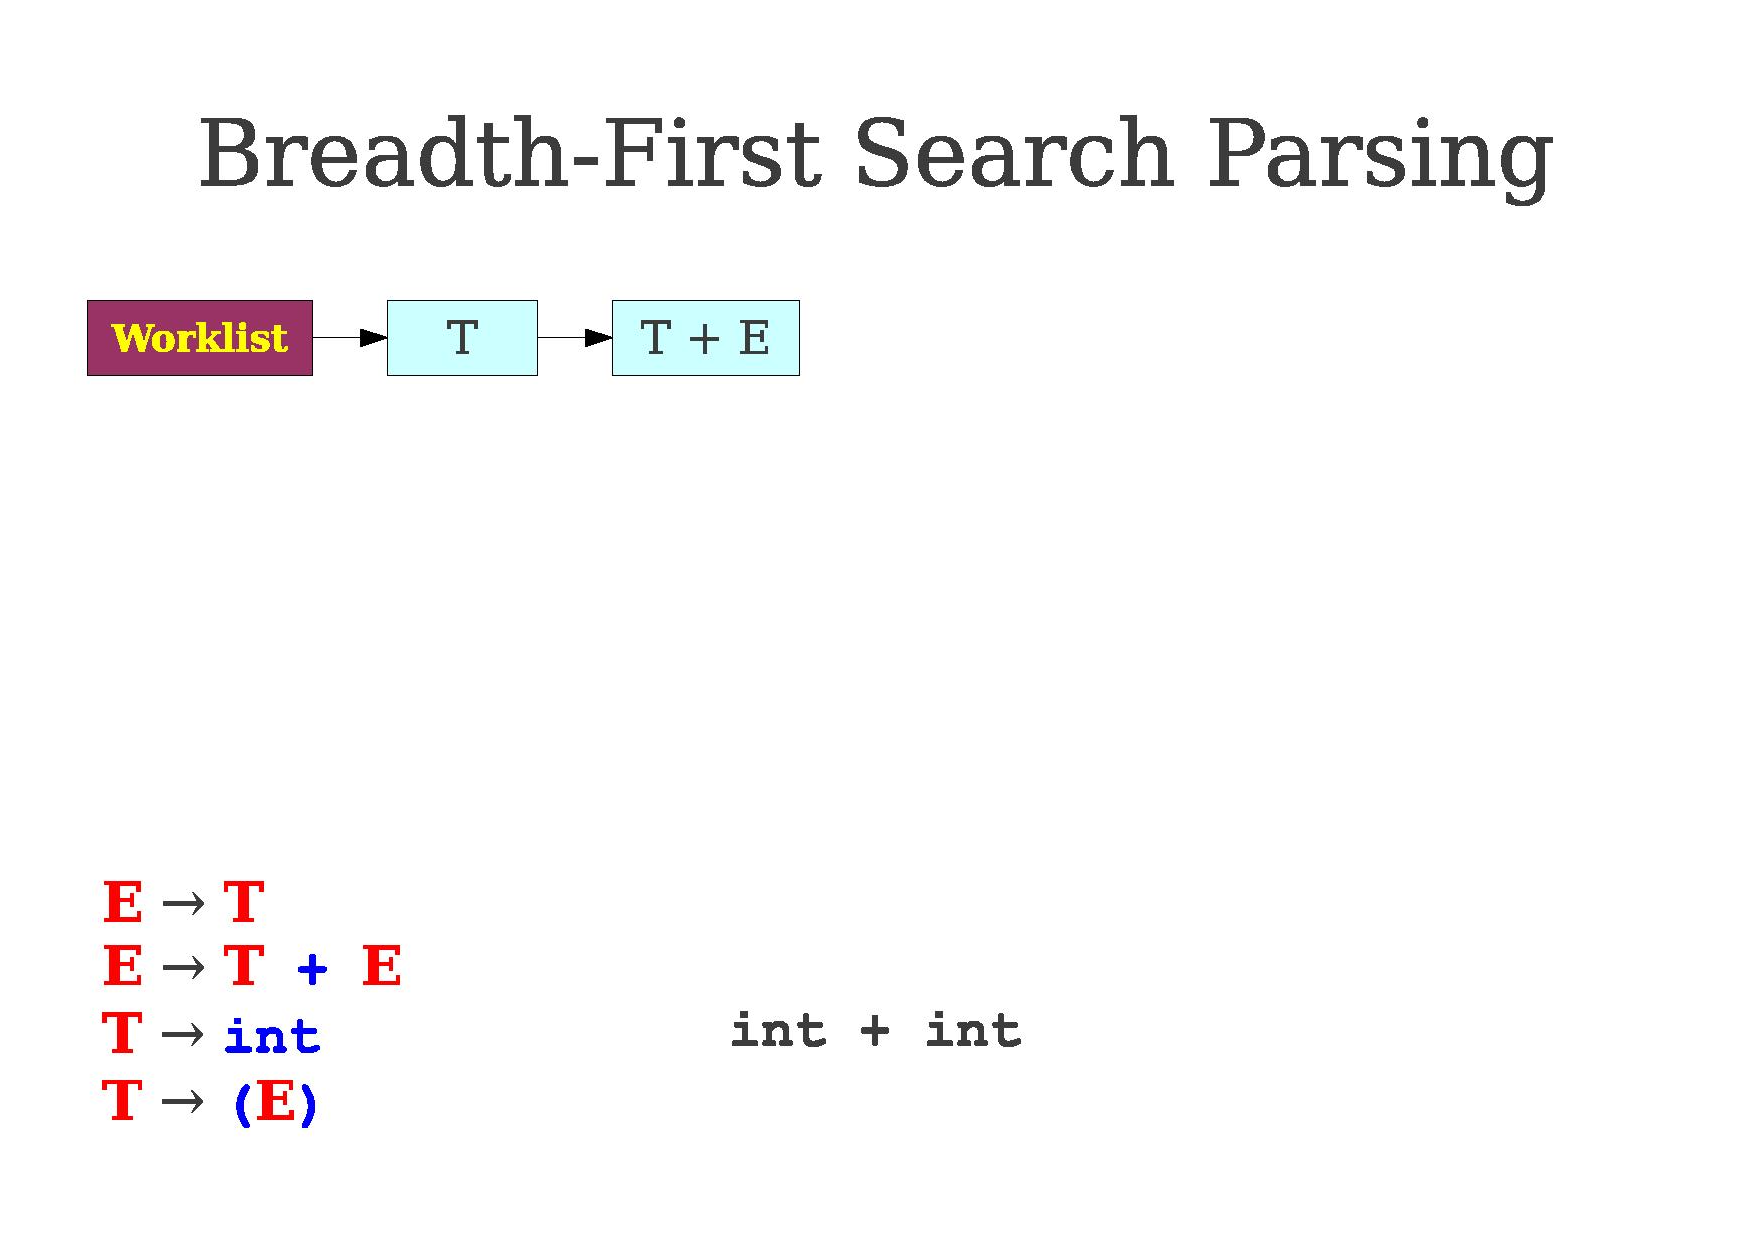 Breadth-First Search Parsing
Worklist T T + E
E → T
E → T + E
T → int
T → (E)
int + int